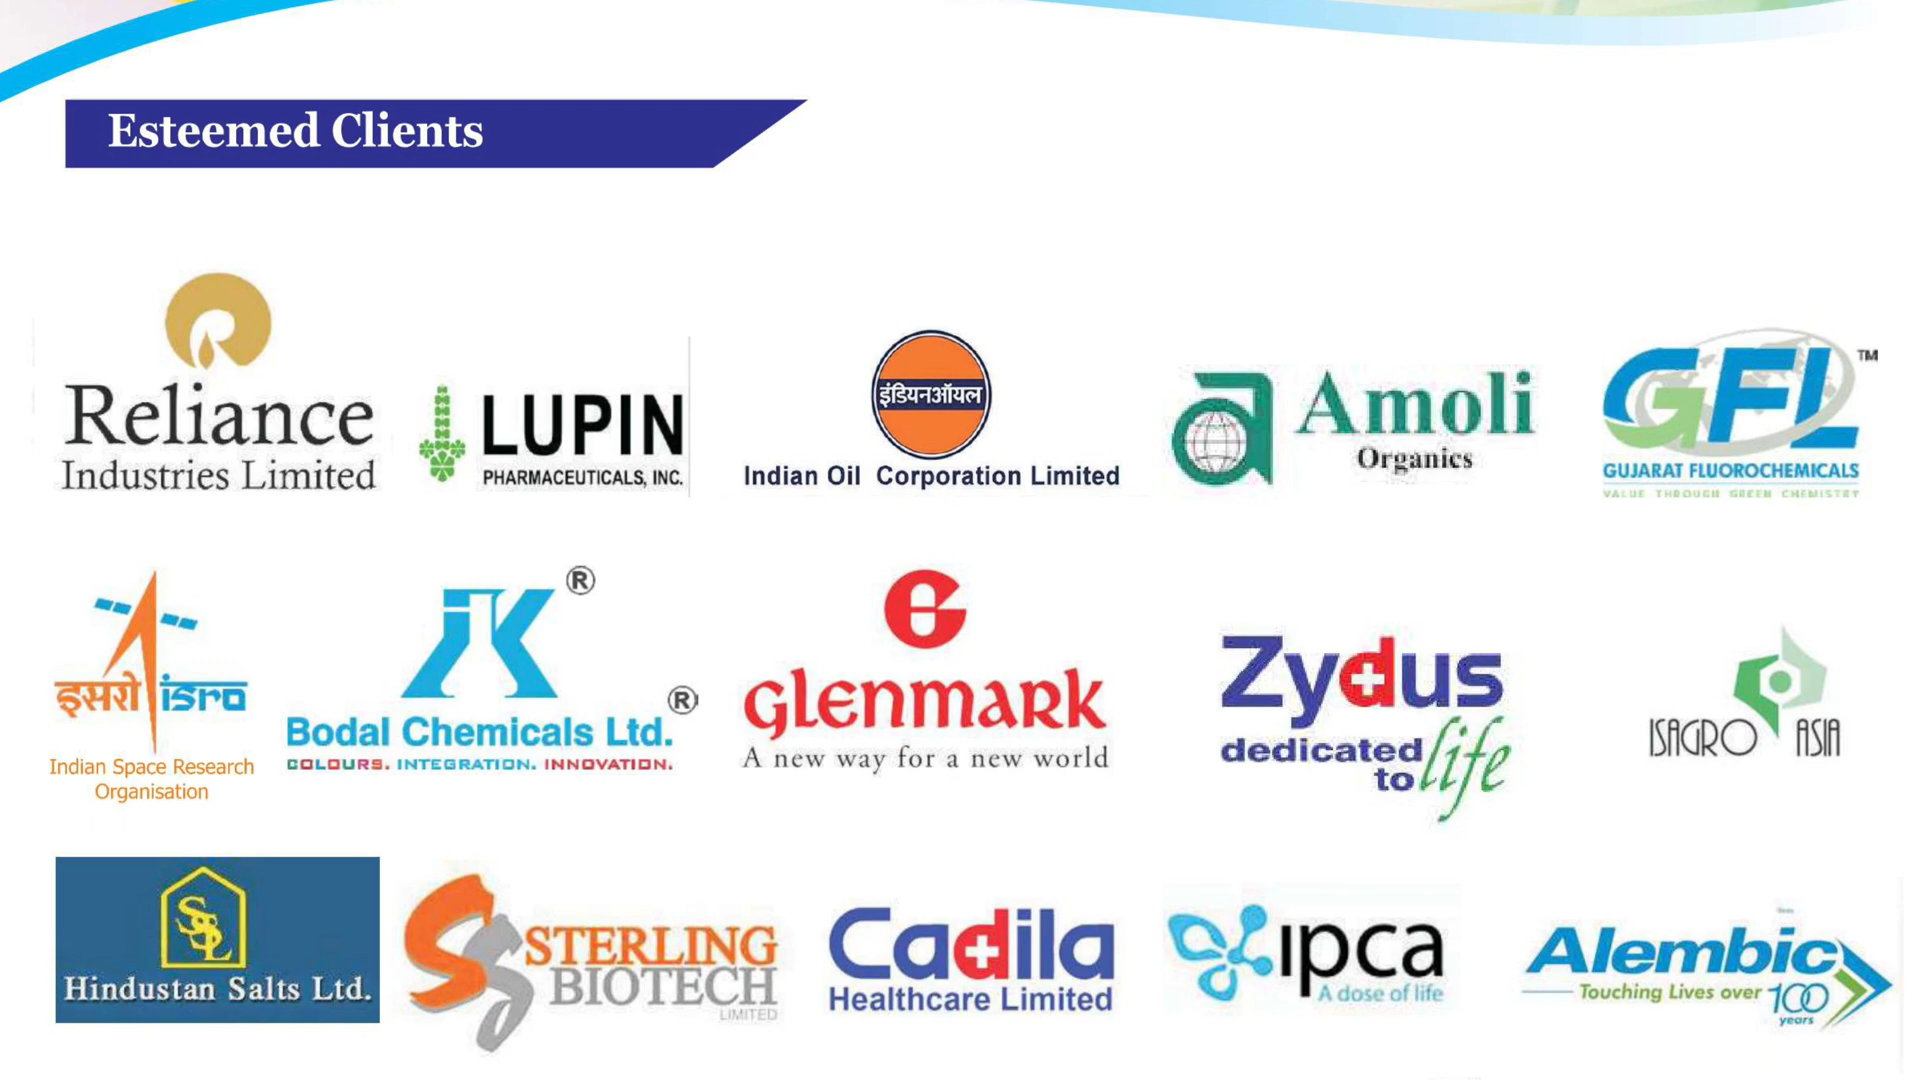 Esteemed Clients
Reliance
Industries Limited
LUPIN
PHARMACEUTICALS, INC.
इंडियनऑयल
Indian Oil Corporation Limited
Amoli
Organics
GFL TM
GUJARAT FLUOROCHEMICALS
VALUE THROUGH GREEN CHEMISTRY
इसरो isro
Indian Space Research
Organisation
®
®
Bodal Chemicals Ltd.
COLOURS. INTEGRATION. INNOVATION.
glenmark
A new way for a new world
Zydus
dedicated
to life
ISAGRO ASIA
Hindustan Salts Ltd.
STERLING
BIOTECH
LIMITED
Cadila
Healthcare Limited
ipca
A dose of life
Alembic
Touching Lives over 100
years